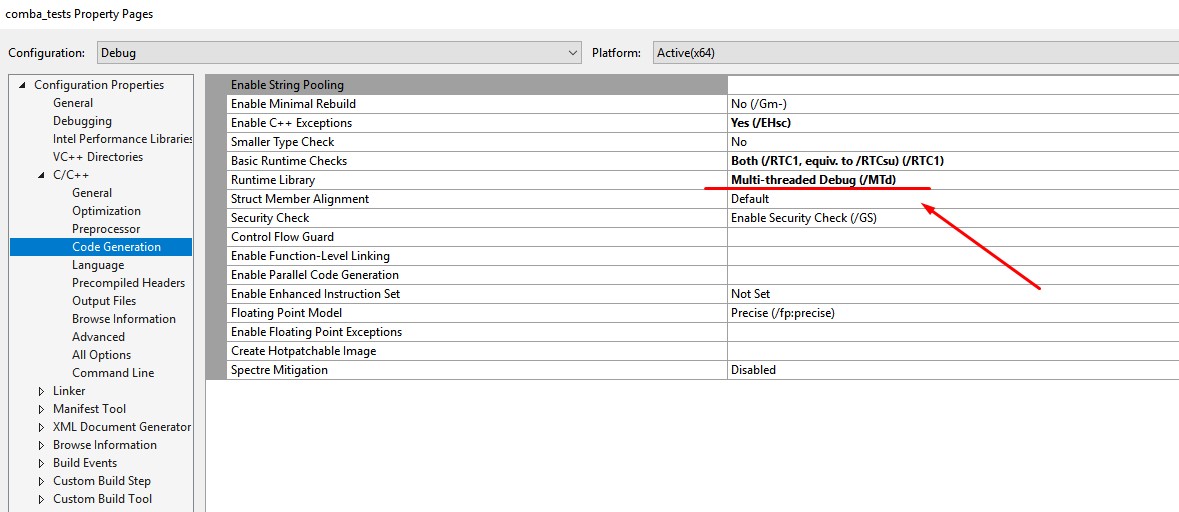 comba_tests Property Pages
Configuration: Debug Platform: Active(x64)
Configuration Properties
General
Debugging
Intel Performance Libraries
VC++ Directories
C/C++
General
Optimization
Preprocessor
Code Generation
Language
Precompiled Headers
Output Files
Browse Information
Advanced
All Options
Command Line
Linker
Manifest Tool
XML Document Generator
Browse Information
Build Events
Custom Build Step
Custom Build Tool
Enable String Pooling
Enable Minimal Rebuild No (/Gm-)
Enable C++ Exceptions Yes (/EHsc)
Smaller Type Check No
Basic Runtime Checks Both (/RTC1, equiv. to /RTCsu) (/RTC1)
Runtime Library Multi-threaded Debug (/MTd)
Struct Member Alignment Default
Security Check Enable Security Check (/GS)
Control Flow Guard
Enable Function-Level Linking
Enable Parallel Code Generation
Enable Enhanced Instruction Set Not Set
Floating Point Model Precise (/fp:precise)
Enable Floating Point Exceptions
Create Hotpatchable Image
Spectre Mitigation Disabled